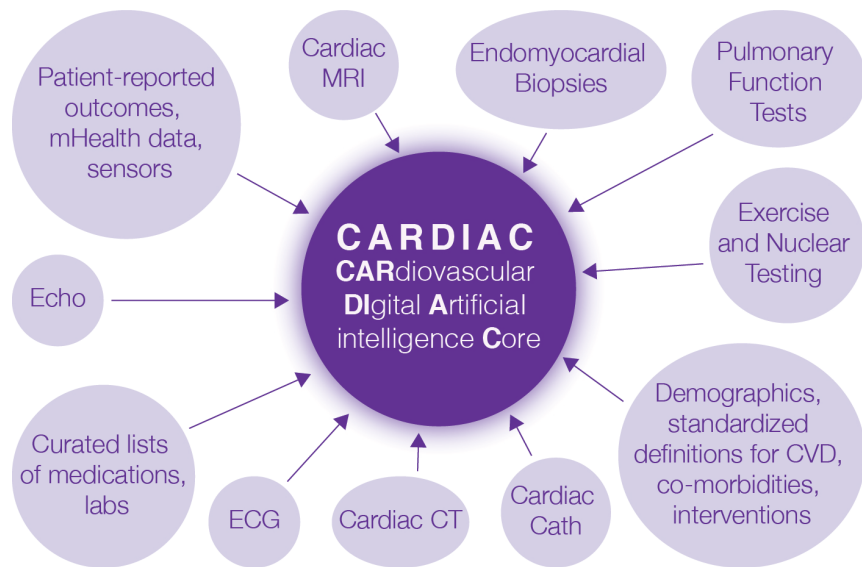 Patient-reported
outcomes,
mHealth data,
sensors
Cardiac
MRI
Endomyocardial
Biopsies
Pulmonary
Function
Tests
CARDIAC
CARdiovascular
DIgital Artificial
intelligence Core
Exercise
and Nuclear
Testing
Echo
Curated lists
of medications,
labs
ECG
Cardiac CT
Cardiac
Cath
Demographics,
standardized
definitions for CVD,
co-morbidities,
interventions